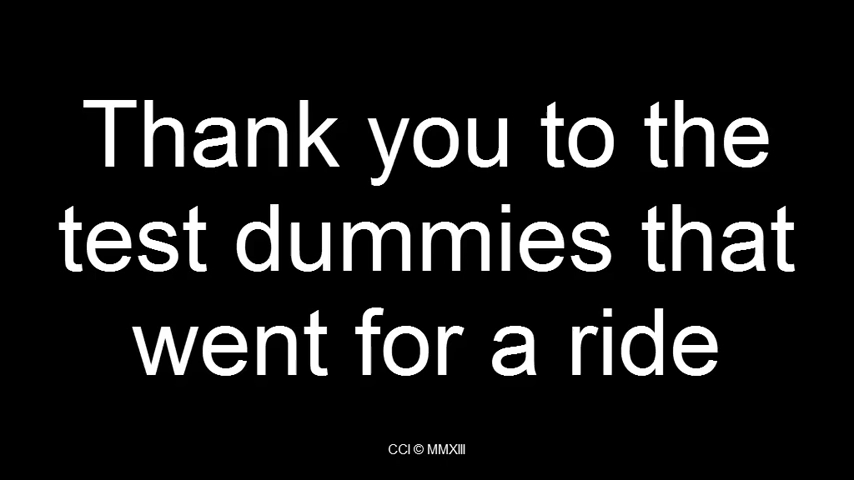 Thank you to the
test dummies that
went for a ride
CCI © MMXIII